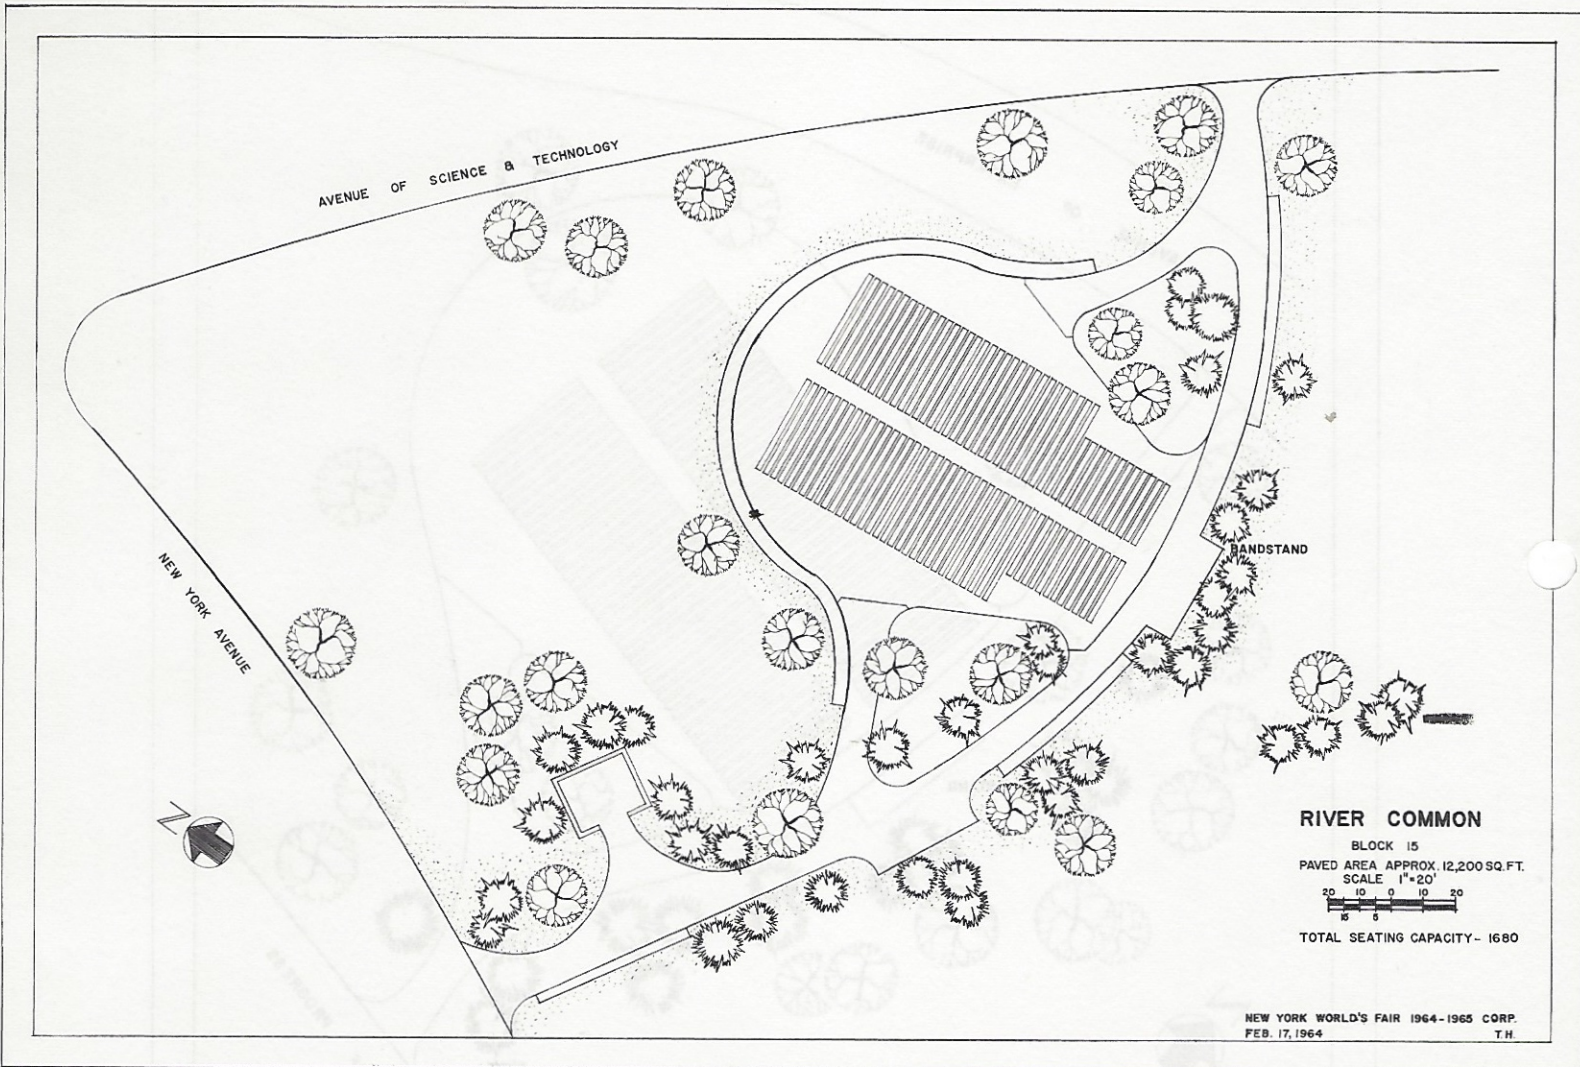 AVENUE OF SCIENCE & TECHNOLOGY
NEW YORK AVENUE
BANDSTAND
N
RIVER COMMON
BLOCK 15
PAVED AREA APPROX. 12,200 SQ. FT.
SCALE 1"=20'
20 10 0 10 20
15 5
TOTAL SEATING CAPACITY- 1680
NEW YORK WORLD'S FAIR 1964-1965 CORP.
FEB. 17, 1964 T.H.